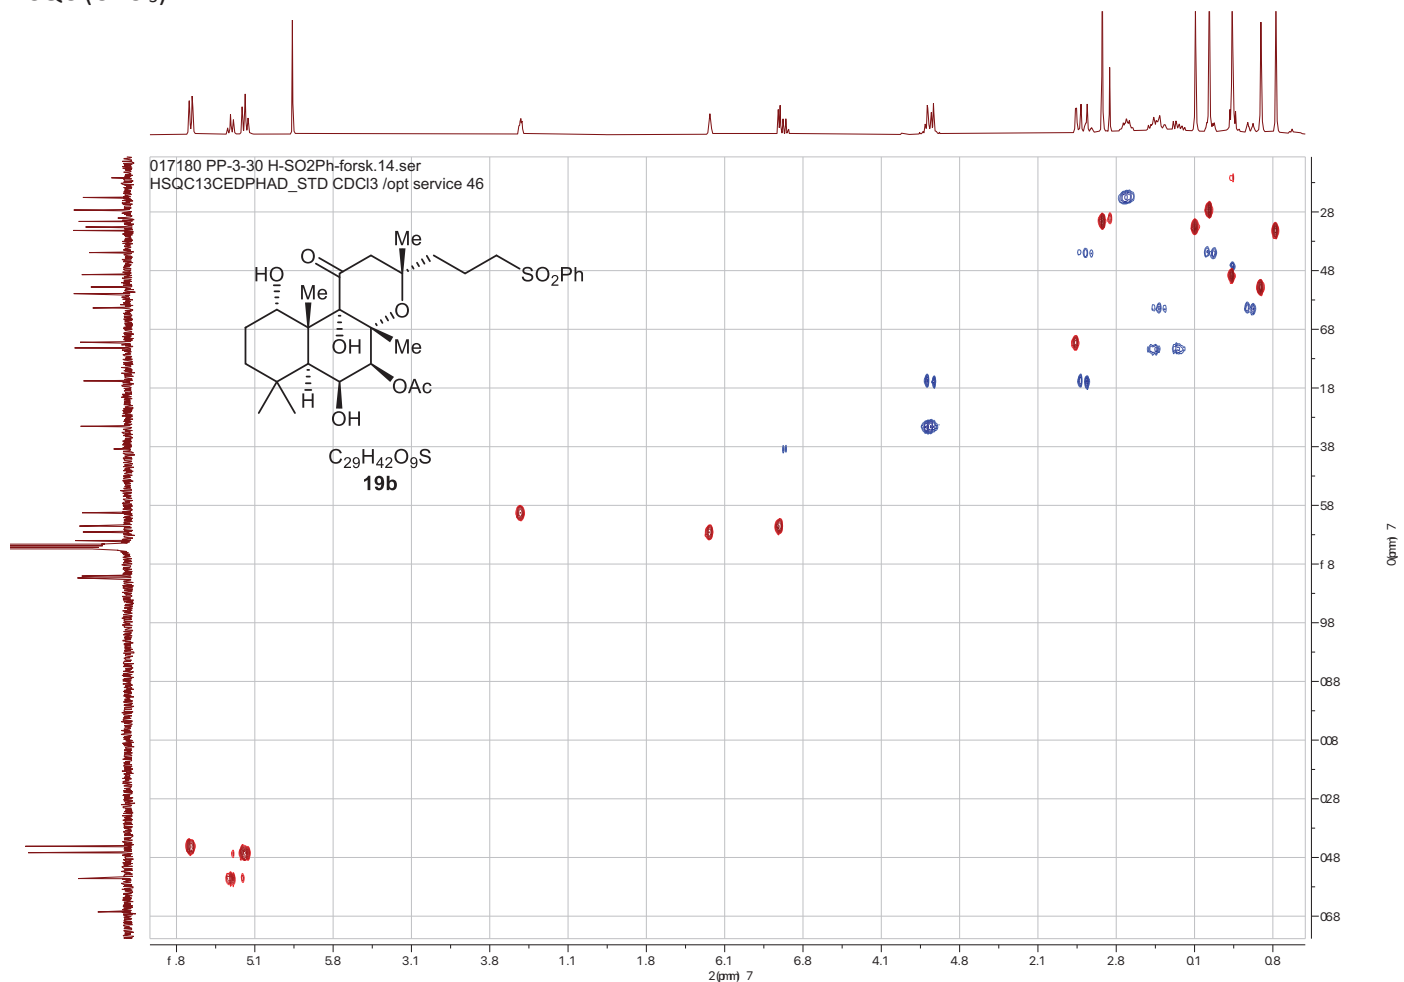 017180 PP-3-30 H-SO2Ph-forsk.14.ser
HSQC13CEDPHAD_STD CDCl3 /opt service 46
Me
O
HO
SO₂Ph
Me
O
OH
Me
OAc
H
OH
C₂₉H₄₂O₉S
19b
28
48
68
18
38
58
f 8
98
088
008
028
048
068
0(pmm) 7
f .8 5.1 5.8 3.1 3.8 1.1 1.8 6.1 6.8 4.1 4.8 2.1 2.8 0.1 0.8
2(pmm) 7